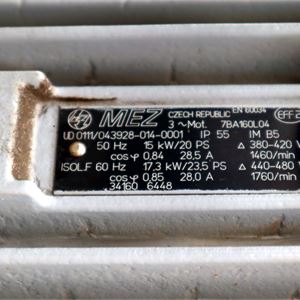 MEZ CZECH REPUBLIC EN 60034 eff
3 ~Mot. 7BA160L04
UD 0111/043928-014-0001 IP 55 IM B5
50 Hz 15 kW/20 PS △ 380-420 V
cosφ 0,84 28,5 A 1460/min
ISOL.F 60 Hz 17,3 kW/23,5 PS △ 440-480 V
cosφ 0,85 28,0 A 1760/min
34160 6448